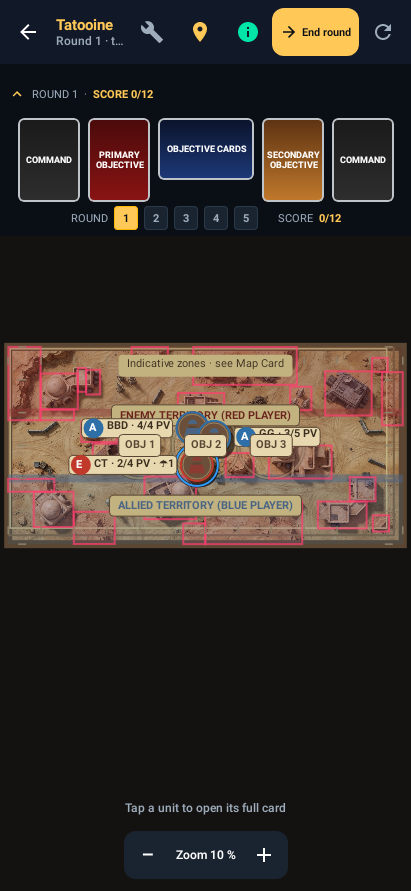 Tatooine
Round 1 · t…
End round
ROUND 1 · SCORE 0/12
COMMAND
PRIMARY
OBJECTIVE
OBJECTIVE CARDS
SECONDARY
OBJECTIVE
COMMAND
ROUND 1 2 3 4 5 SCORE 0/12
Indicative zones · see Map Card
ENEMY TERRITORY (RED PLAYER)
A BBD · 4/4 PV
A GG · 3/5 PV
OBJ 1
OBJ 2
OBJ 3
E CT · 2/4 PV · ☂1
ALLIED TERRITORY (BLUE PLAYER)
Tap a unit to open its full card
− Zoom 10 % +